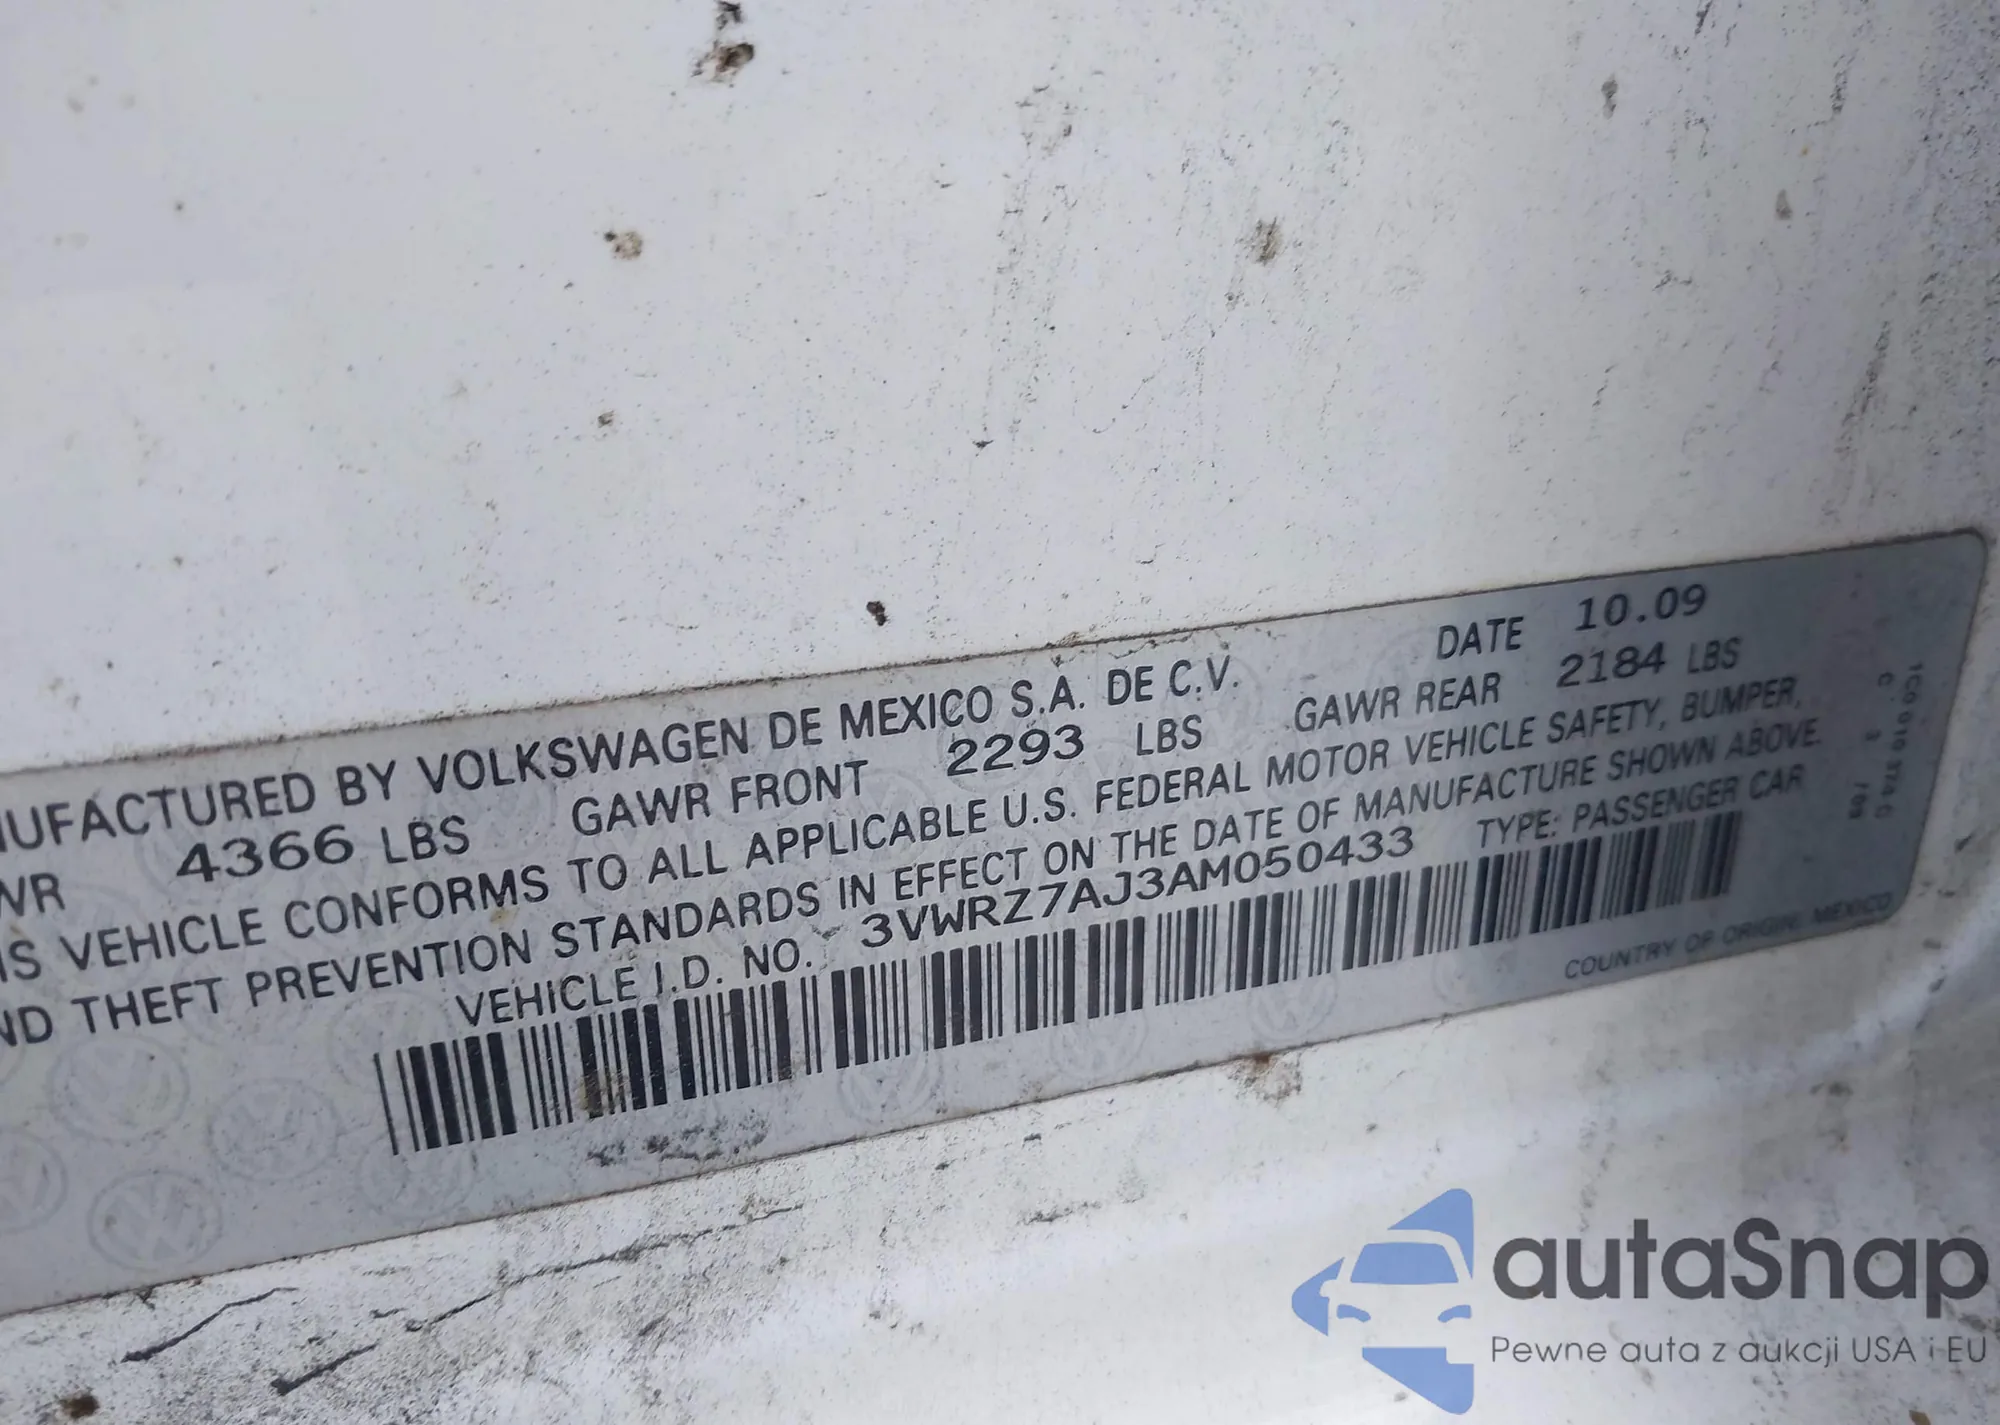 NUFACTURED BY VOLKSWAGEN DE MEXICO S.A. DE C.V. DATE 10.09
WR 4366 LBS GAWR FRONT 2293 LBS GAWR REAR 2184 LBS
IS VEHICLE CONFORMS TO ALL APPLICABLE U.S. FEDERAL MOTOR VEHICLE SAFETY, BUMPER,
ND THEFT PREVENTION STANDARDS IN EFFECT ON THE DATE OF MANUFACTURE SHOWN ABOVE.
VEHICLE I.D. NO. 3VWRZ7AJ3AM050433 TYPE: PASSENGER CAR
COUNTRY OF ORIGIN: MEXICO
autaSnap
Pewne auta z aukcji USA i EU